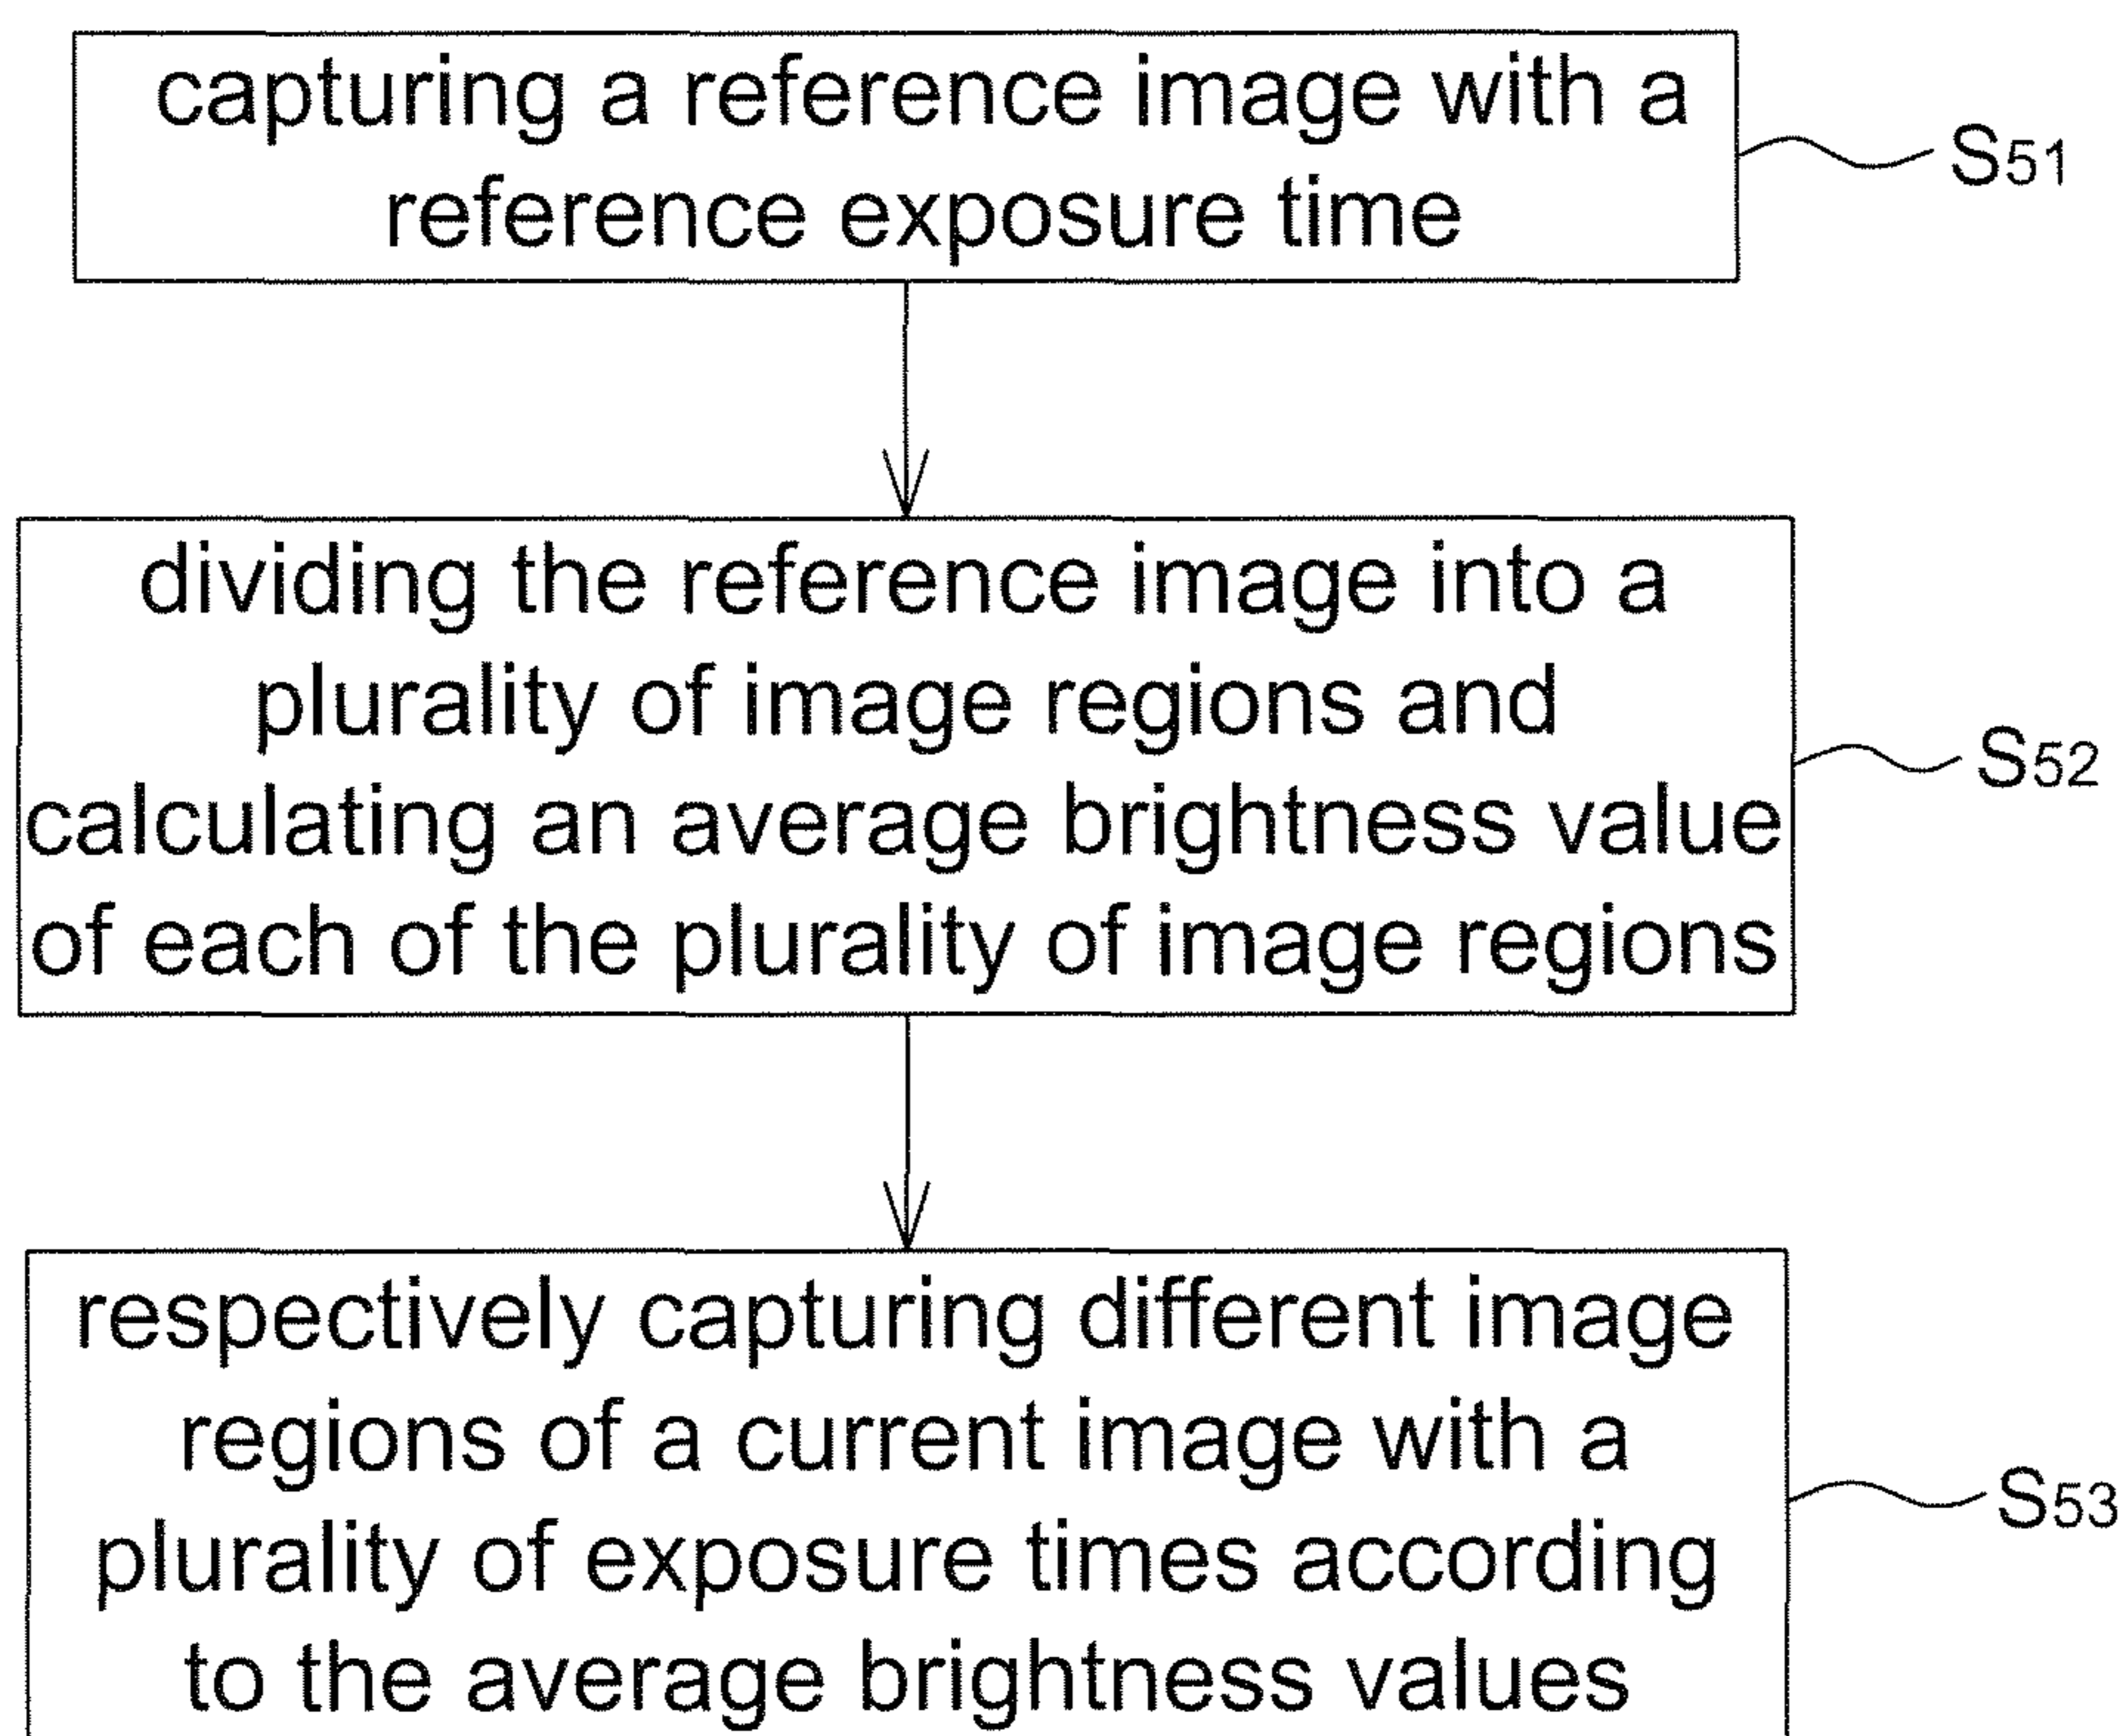 capturing a reference image with a
reference exposure time
S51
dividing the reference image into a
plurality of image regions and
calculating an average brightness value
of each of the plurality of image regions
S52
respectively capturing different image
regions of a current image with a
plurality of exposure times according
to the average brightness values
S53